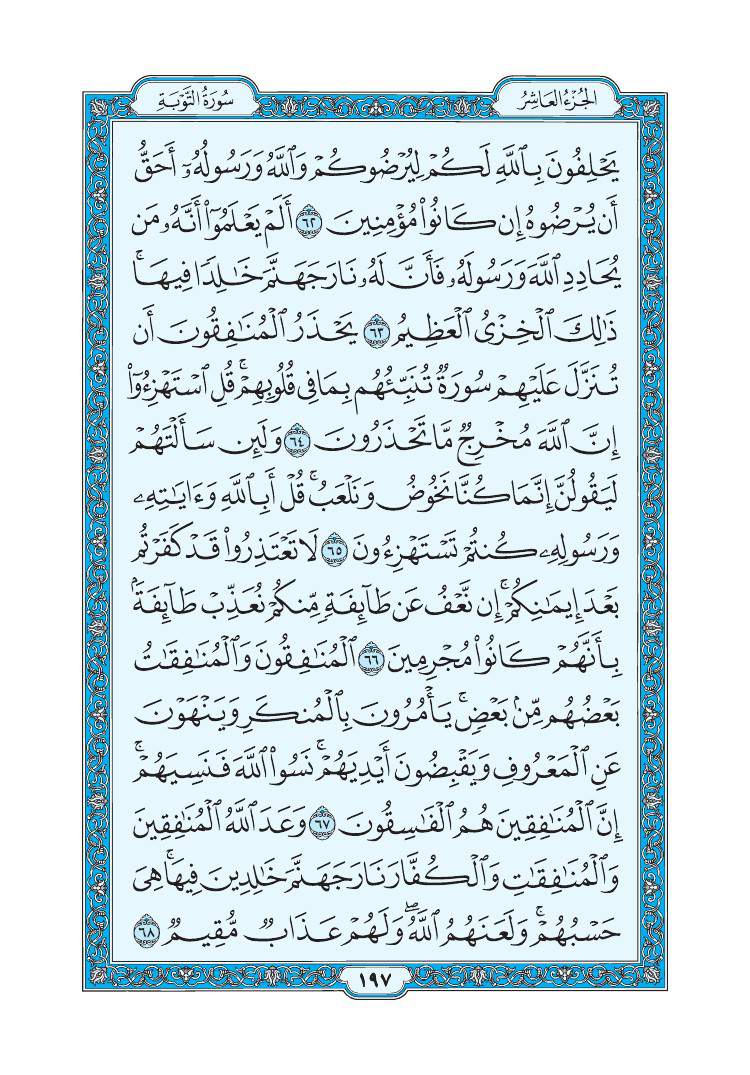 الجُزْءُ العَاشِرُ
سُورَةُ التَّوْبَةِ
يَحْلِفُونَ بِٱللَّهِ لَكُمْ لِيُرْضُوكُمْ وَٱللَّهُ وَرَسُولُهُۥٓ أَحَقُّ
أَن يُرْضُوهُ إِن كَانُوا۟ مُؤْمِنِينَ ٦٢ أَلَمْ يَعْلَمُوٓا۟ أَنَّهُۥ مَن
يُحَادِدِ ٱللَّهَ وَرَسُولَهُۥ فَأَنَّ لَهُۥ نَارَ جَهَنَّمَ خَـٰلِدًا فِيهَا ۚ
ذَٰلِكَ ٱلْخِزْىُ ٱلْعَظِيمُ ٦٣ يَحْذَرُ ٱلْمُنَـٰفِقُونَ أَن
تُنَزَّلَ عَلَيْهِمْ سُورَةٌ تُنَبِّئُهُم بِمَا فِى قُلُوبِهِمْ ۚ قُلِ ٱسْتَهْزِءُوٓا۟
إِنَّ ٱللَّهَ مُخْرِجٌ مَّا تَحْذَرُونَ ٦٤ وَلَئِن سَأَلْتَهُمْ
لَيَقُولُنَّ إِنَّمَا كُنَّا نَخُوضُ وَنَلْعَبُ ۚ قُلْ أَبِٱللَّهِ وَءَايَـٰتِهِۦ
وَرَسُولِهِۦ كُنتُمْ تَسْتَهْزِءُونَ ٦٥ لَا تَعْتَذِرُوا۟ قَدْ كَفَرْتُم
بَعْدَ إِيمَـٰنِكُمْ ۚ إِن نَّعْفُ عَن طَآئِفَةٍ مِّنكُمْ نُعَذِّبْ طَآئِفَةًۢ
بِأَنَّهُمْ كَانُوا۟ مُجْرِمِينَ ٦٦ ٱلْمُنَـٰفِقُونَ وَٱلْمُنَـٰفِقَـٰتُ
بَعْضُهُم مِّنۢ بَعْضٍ ۚ يَأْمُرُونَ بِٱلْمُنكَرِ وَيَنْهَوْنَ
عَنِ ٱلْمَعْرُوفِ وَيَقْبِضُونَ أَيْدِيَهُمْ ۚ نَسُوا۟ ٱللَّهَ فَنَسِيَهُمْ ۗ
إِنَّ ٱلْمُنَـٰفِقِينَ هُمُ ٱلْفَـٰسِقُونَ ٦٧ وَعَدَ ٱللَّهُ ٱلْمُنَـٰفِقِينَ
وَٱلْمُنَـٰفِقَـٰتِ وَٱلْكُفَّارَ نَارَ جَهَنَّمَ خَـٰلِدِينَ فِيهَا ۚ هِىَ
حَسْبُهُمْ ۚ وَلَعَنَهُمُ ٱللَّهُ ۖ وَلَهُمْ عَذَابٌ مُّقِيمٌ ٦٨
١٩٧